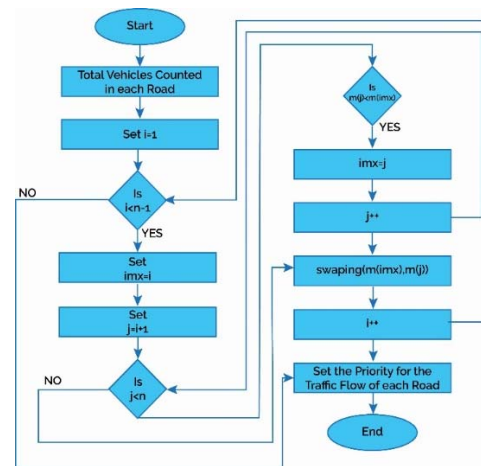 Start
Total Vehicles Counted
in each Road
Set i=1
Is
i<n-1
NO
YES
Set
imx=i
Set
j=i+1
Is
j<n
NO
Is
m(j)<m(imx)
YES
imx=j
j++
swaping(m(imx),m(j))
i++
Set the Priority for the
Traffic Flow of each Road
End